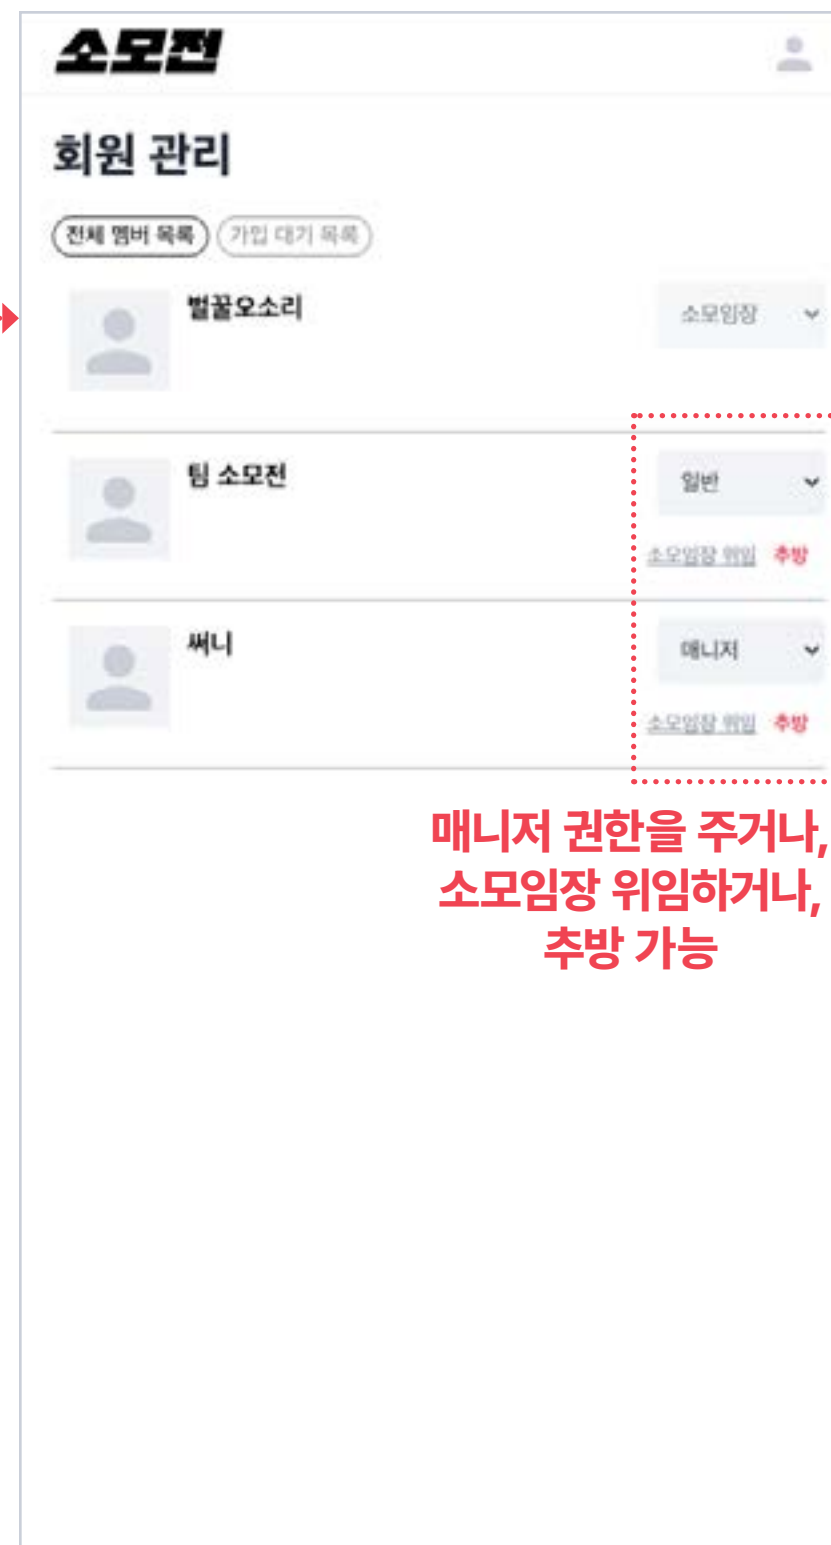 소모전
회원 관리
전체 멤버 목록 가입 대기 목록
벌꿀오소리 소모임장
팀 소모전 일반
소모임장 위임 추방
써니 매니저
소모임장 위임 추방
매니저 권한을 주거나,
소모임장 위임하거나,
추방 가능